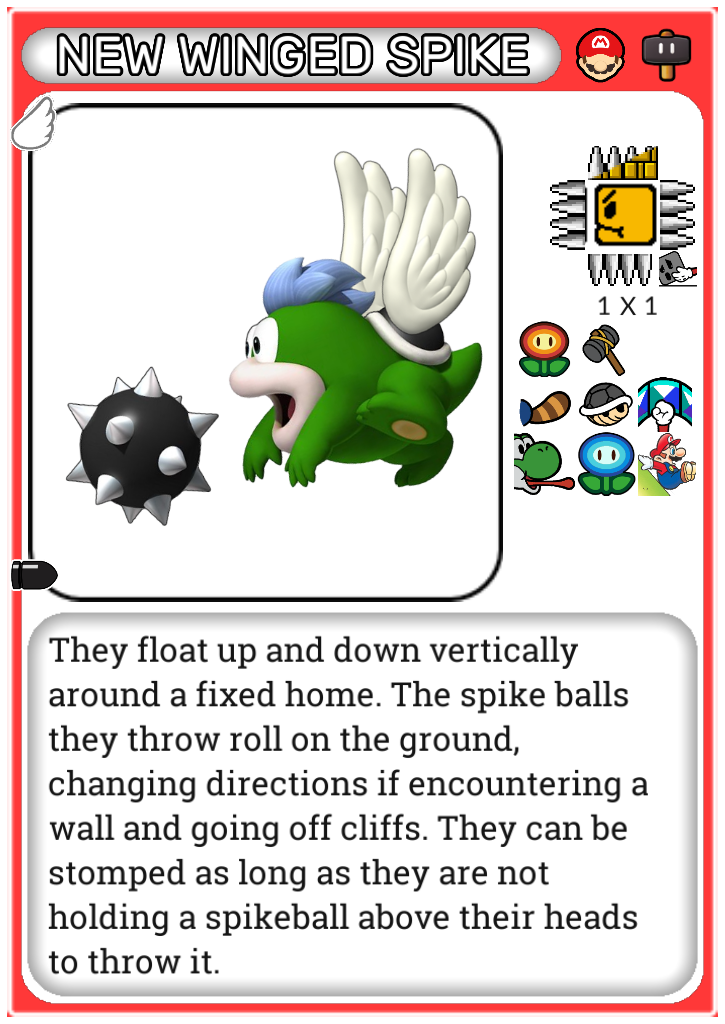 NEW WINGED SPIKE
1 X 1
They float up and down vertically
around a fixed home. The spike balls
they throw roll on the ground,
changing directions if encountering a
wall and going off cliffs. They can be
stomped as long as they are not
holding a spikeball above their heads
to throw it.